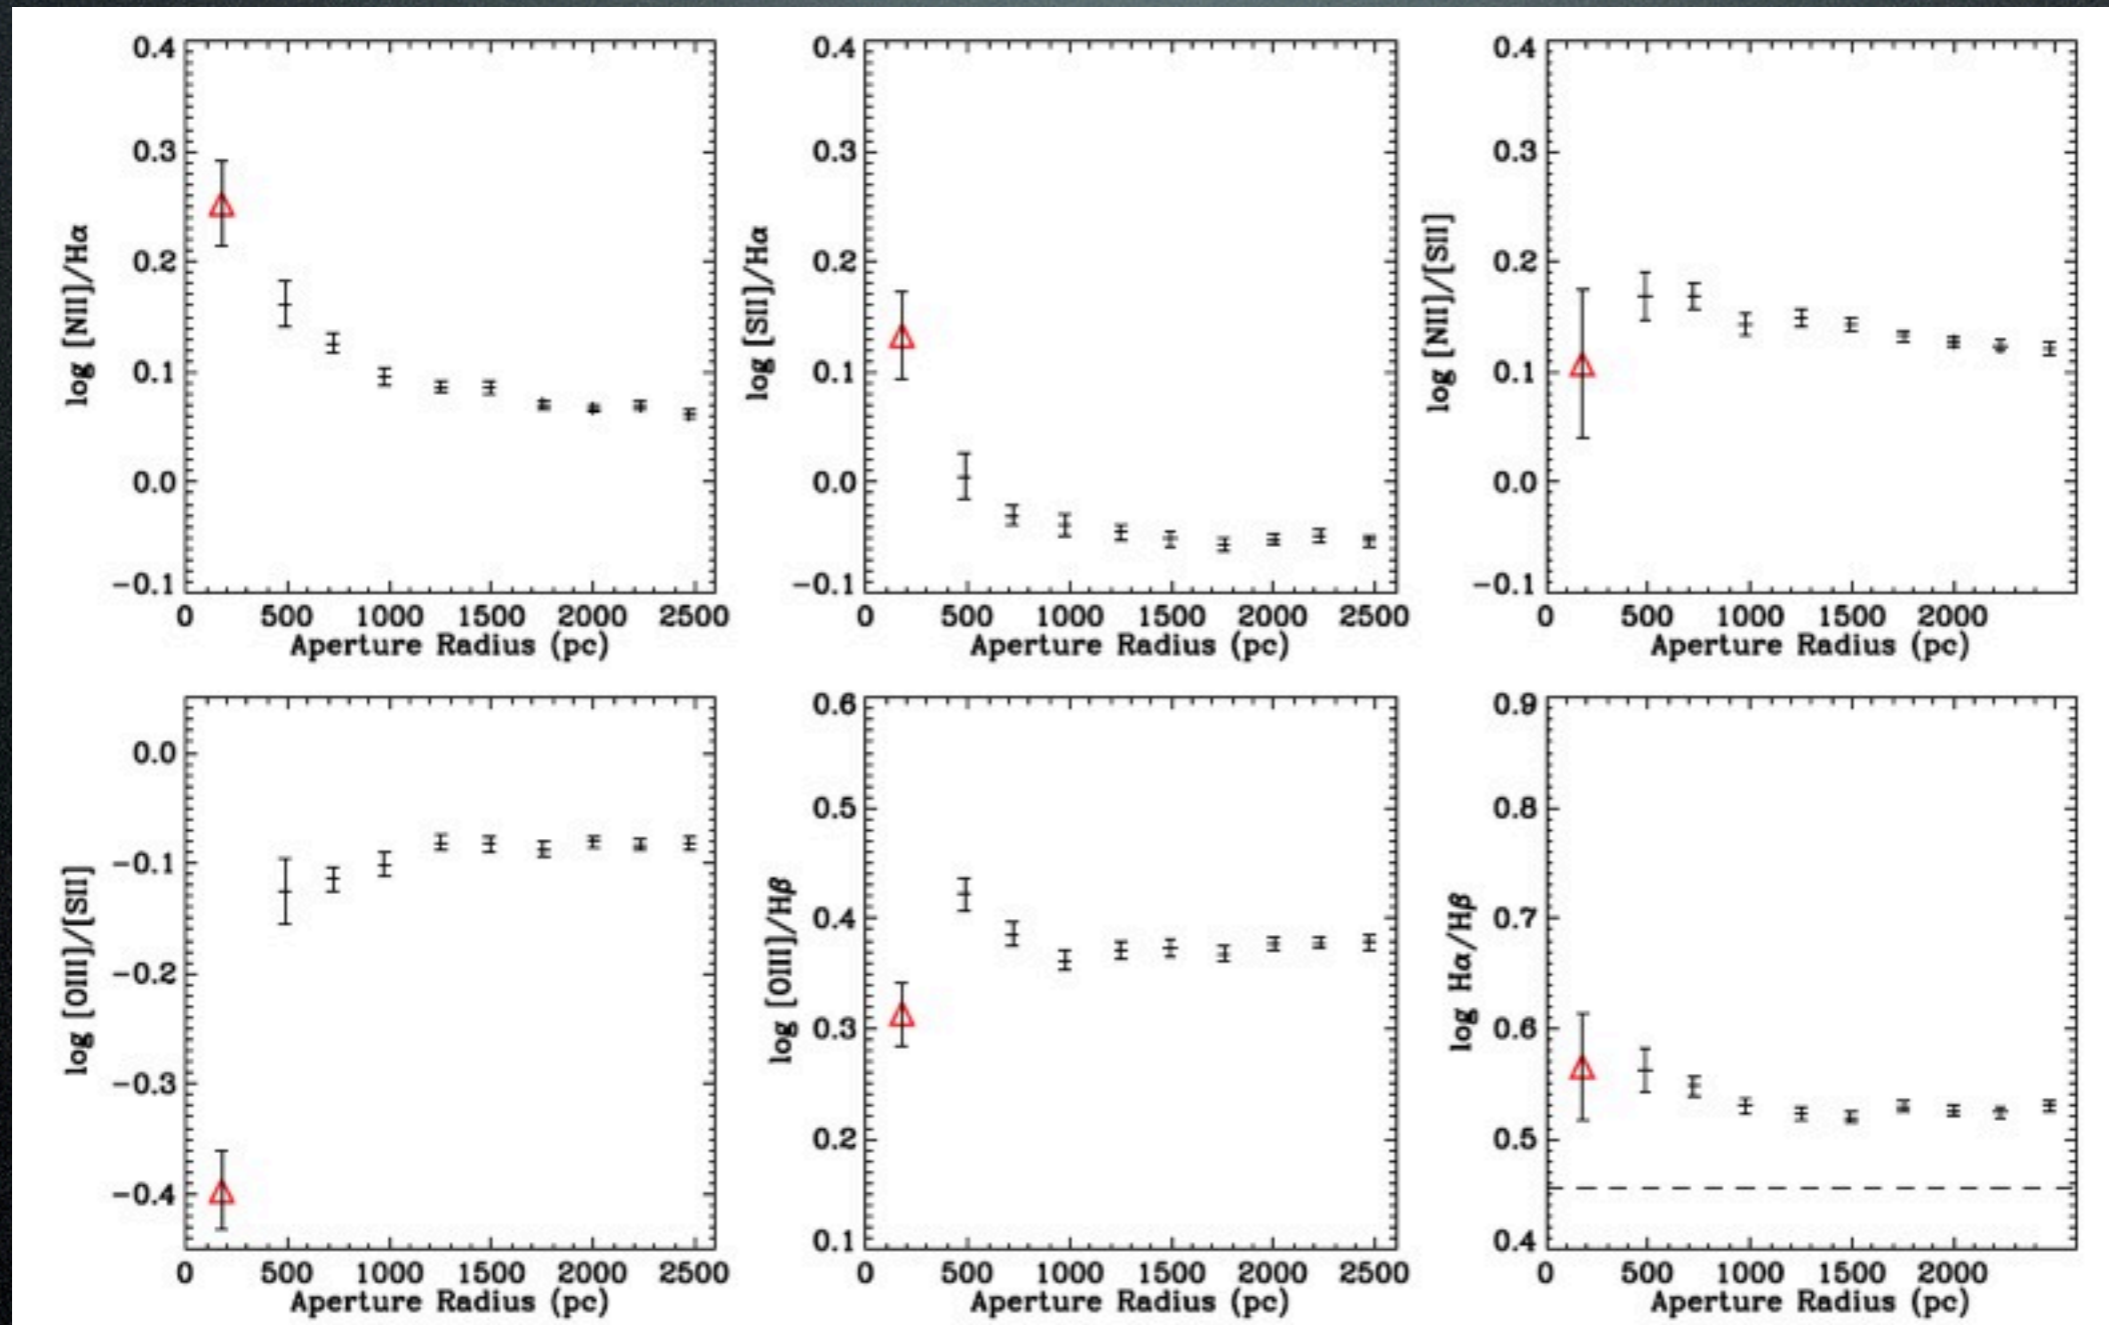 0.4
0.3
0.2
0.1
0.0
−0.1
log [NII]/Hα
0 500 1000 1500 2000 2500
Aperture Radius (pc)
0.4
0.3
0.2
0.1
0.0
−0.1
log [SII]/Hα
0 500 1000 1500 2000 2500
Aperture Radius (pc)
0.4
0.3
0.2
0.1
0.0
−0.1
log [NII]/[SII]
0 500 1000 1500 2000
Aperture Radius (pc)
0.0
−0.1
−0.2
−0.3
−0.4
log [OIII]/[SII]
0 500 1000 1500 2000 2500
Aperture Radius (pc)
0.6
0.5
0.4
0.3
0.2
0.1
log [OIII]/Hβ
0 500 1000 1500 2000 2500
Aperture Radius (pc)
0.9
0.8
0.7
0.6
0.5
0.4
log Hα/Hβ
0 500 1000 1500 2000
Aperture Radius (pc)